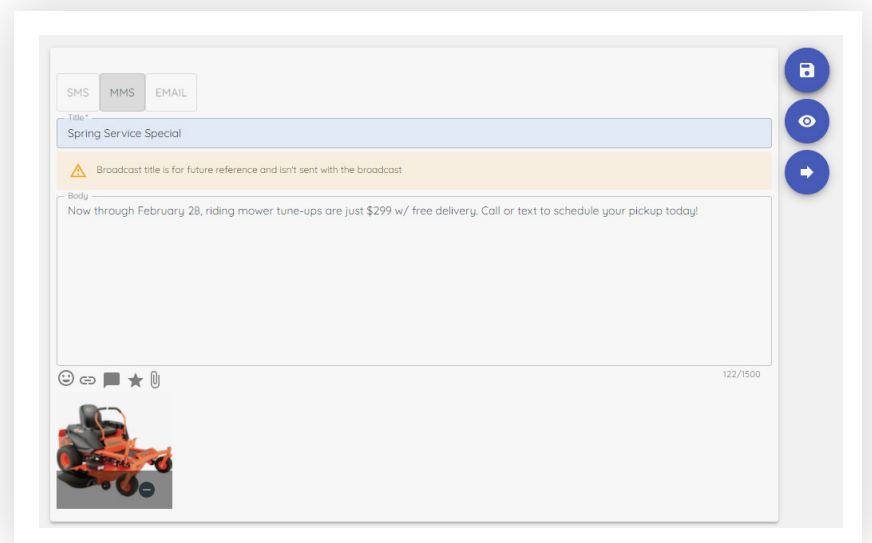 SMS MMS EMAIL
Title *
Spring Service Special
Broadcast title is for future reference and isn't sent with the broadcast
Body
Now through February 28, riding mower tune-ups are just $299 w/ free delivery. Call or text to schedule your pickup today!
122/1500